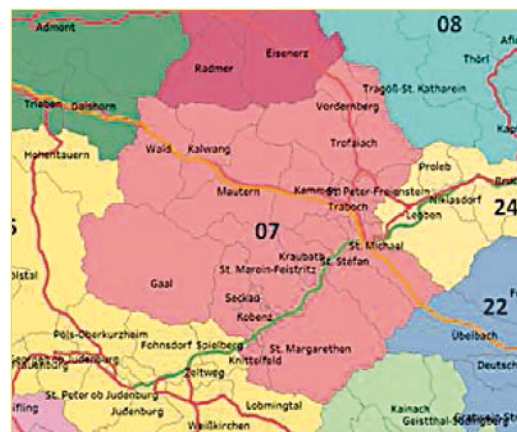 08
Admont
Eisenerz
Radmer
Thörl
Tragöß-St. Katharein
Vordernberg
Trieben
Gaishorn
Trofaiach
Hohentauern
Wald
Kalwang
Proleb
Mautern
Kammern
St. Peter-Freienstein
Traboch
Niklasdorf
Leoben
24
07
St. Michael
Kraubath
St. Stefan
St. Marein-Feistritz
Gaal
Seckau
Kobenz
22
Übelbach
Pöls-Oberkurzheim
Fohnsdorf
Spielberg
St. Margarethen
Knittelfeld
Deutsch
Zeltweg
St. Peter ob Judenburg
Judenburg
Lobmingtal
Weißkirchen
Kainach
Geistthal-Södingberg